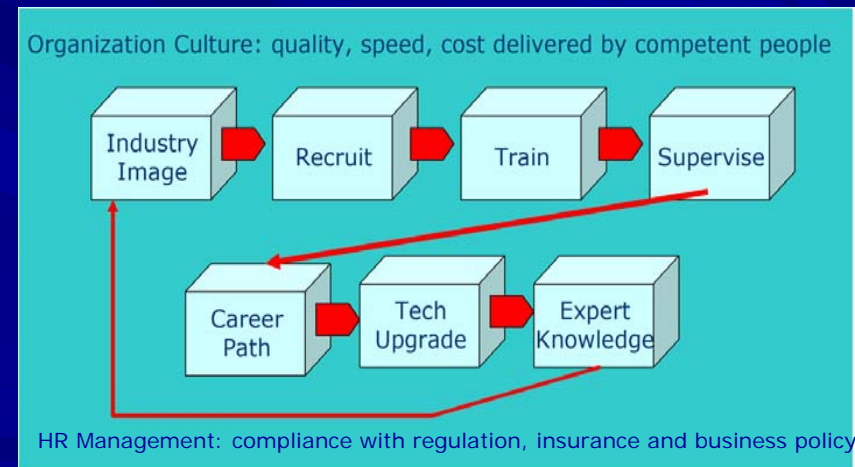 Organization Culture: quality, speed, cost delivered by competent people
Industry
Image
Recruit
Train
Supervise
Career
Path
Tech
Upgrade
Expert
Knowledge
HR Management: compliance with regulation, insurance and business policy